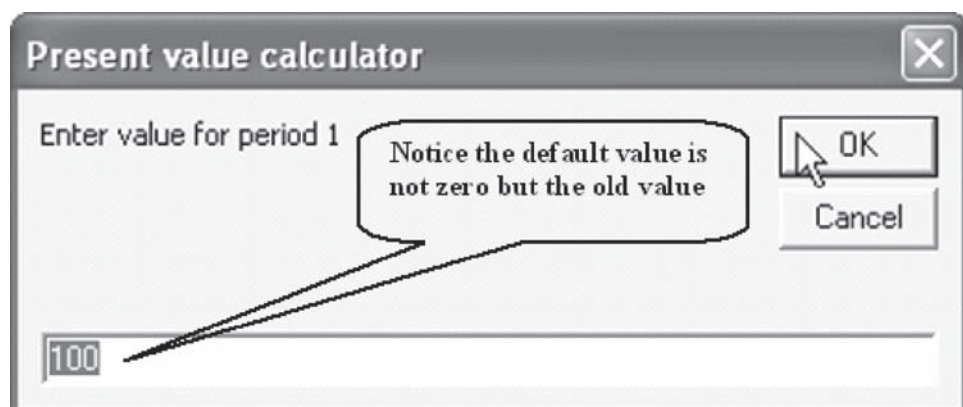 Present value calculator
Enter value for period 1
Notice the default value is
not zero but the old value
OK
Cancel
100